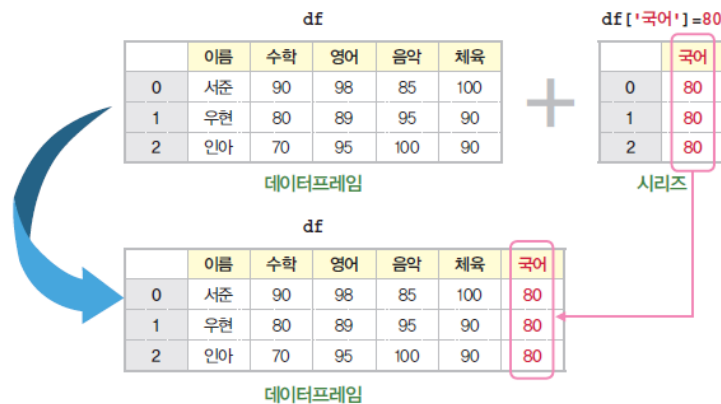 df
df['국어']=80
이름 수학 영어 음악 체육
국어
0 서준 90 98 85 100
0 80
1 우현 80 89 95 90
1 80
2 인아 70 95 100 90
2 80
데이터프레임
시리즈
df
이름 수학 영어 음악 체육 국어
0 서준 90 98 85 100 80
1 우현 80 89 95 90 80
2 인아 70 95 100 90 80
데이터프레임